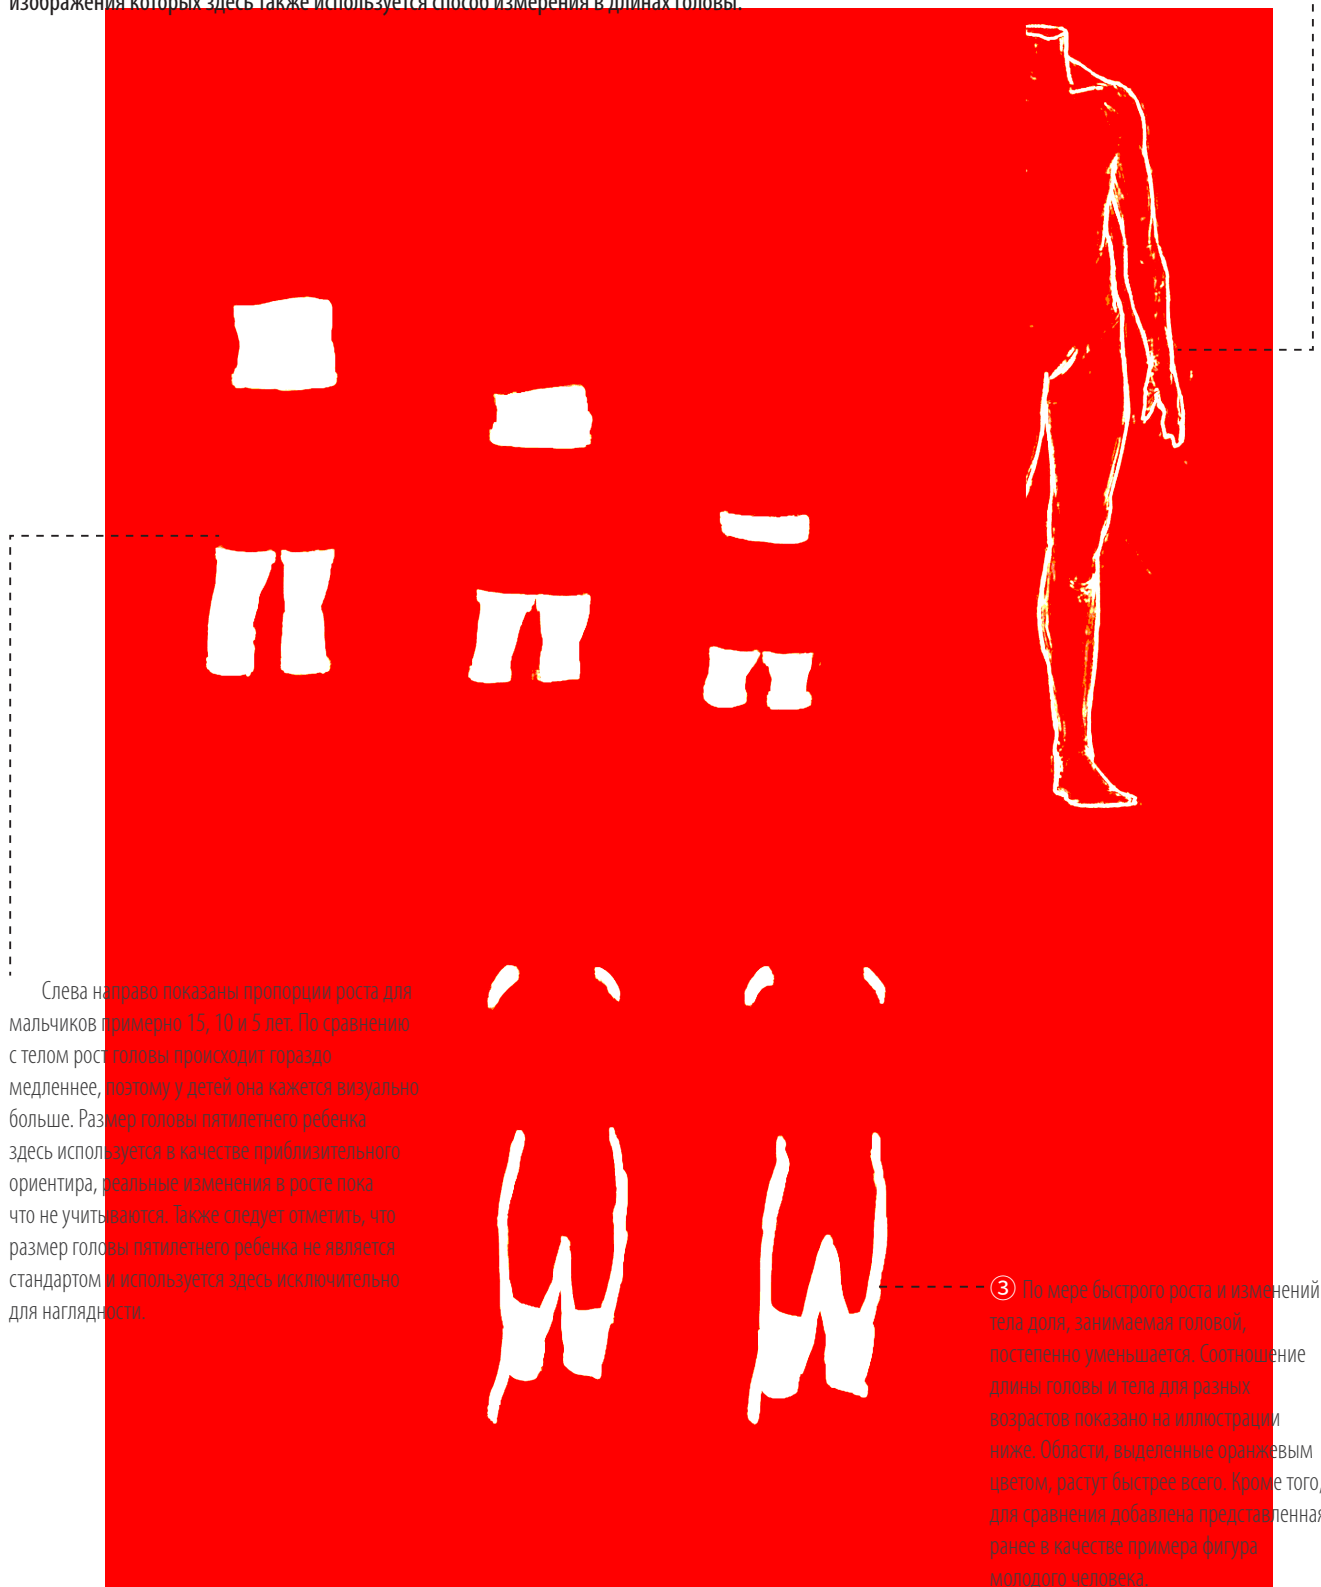 изображения которых здесь также используется способ измерения в длинах головы.
Слева направо показаны пропорции роста для
мальчиков примерно 15, 10 и 5 лет. По сравнению
с телом рост головы происходит гораздо
медленнее, поэтому у детей она кажется визуально
больше. Размер головы пятилетнего ребенка
здесь используется в качестве приблизительного
ориентира, реальные изменения в росте пока
что не учитываются. Также следует отметить, что
размер головы пятилетнего ребенка не является
стандартом и используется здесь исключительно
для наглядности.
③ По мере быстрого роста и изменений
тела доля, занимаемая головой,
постепенно уменьшается. Соотношение
длины головы и тела для разных
возрастов показано на иллюстрации
ниже. Области, выделенные оранжевым
цветом, растут быстрее всего. Кроме того,
для сравнения добавлена представленная
ранее в качестве примера фигура
молодого человека.